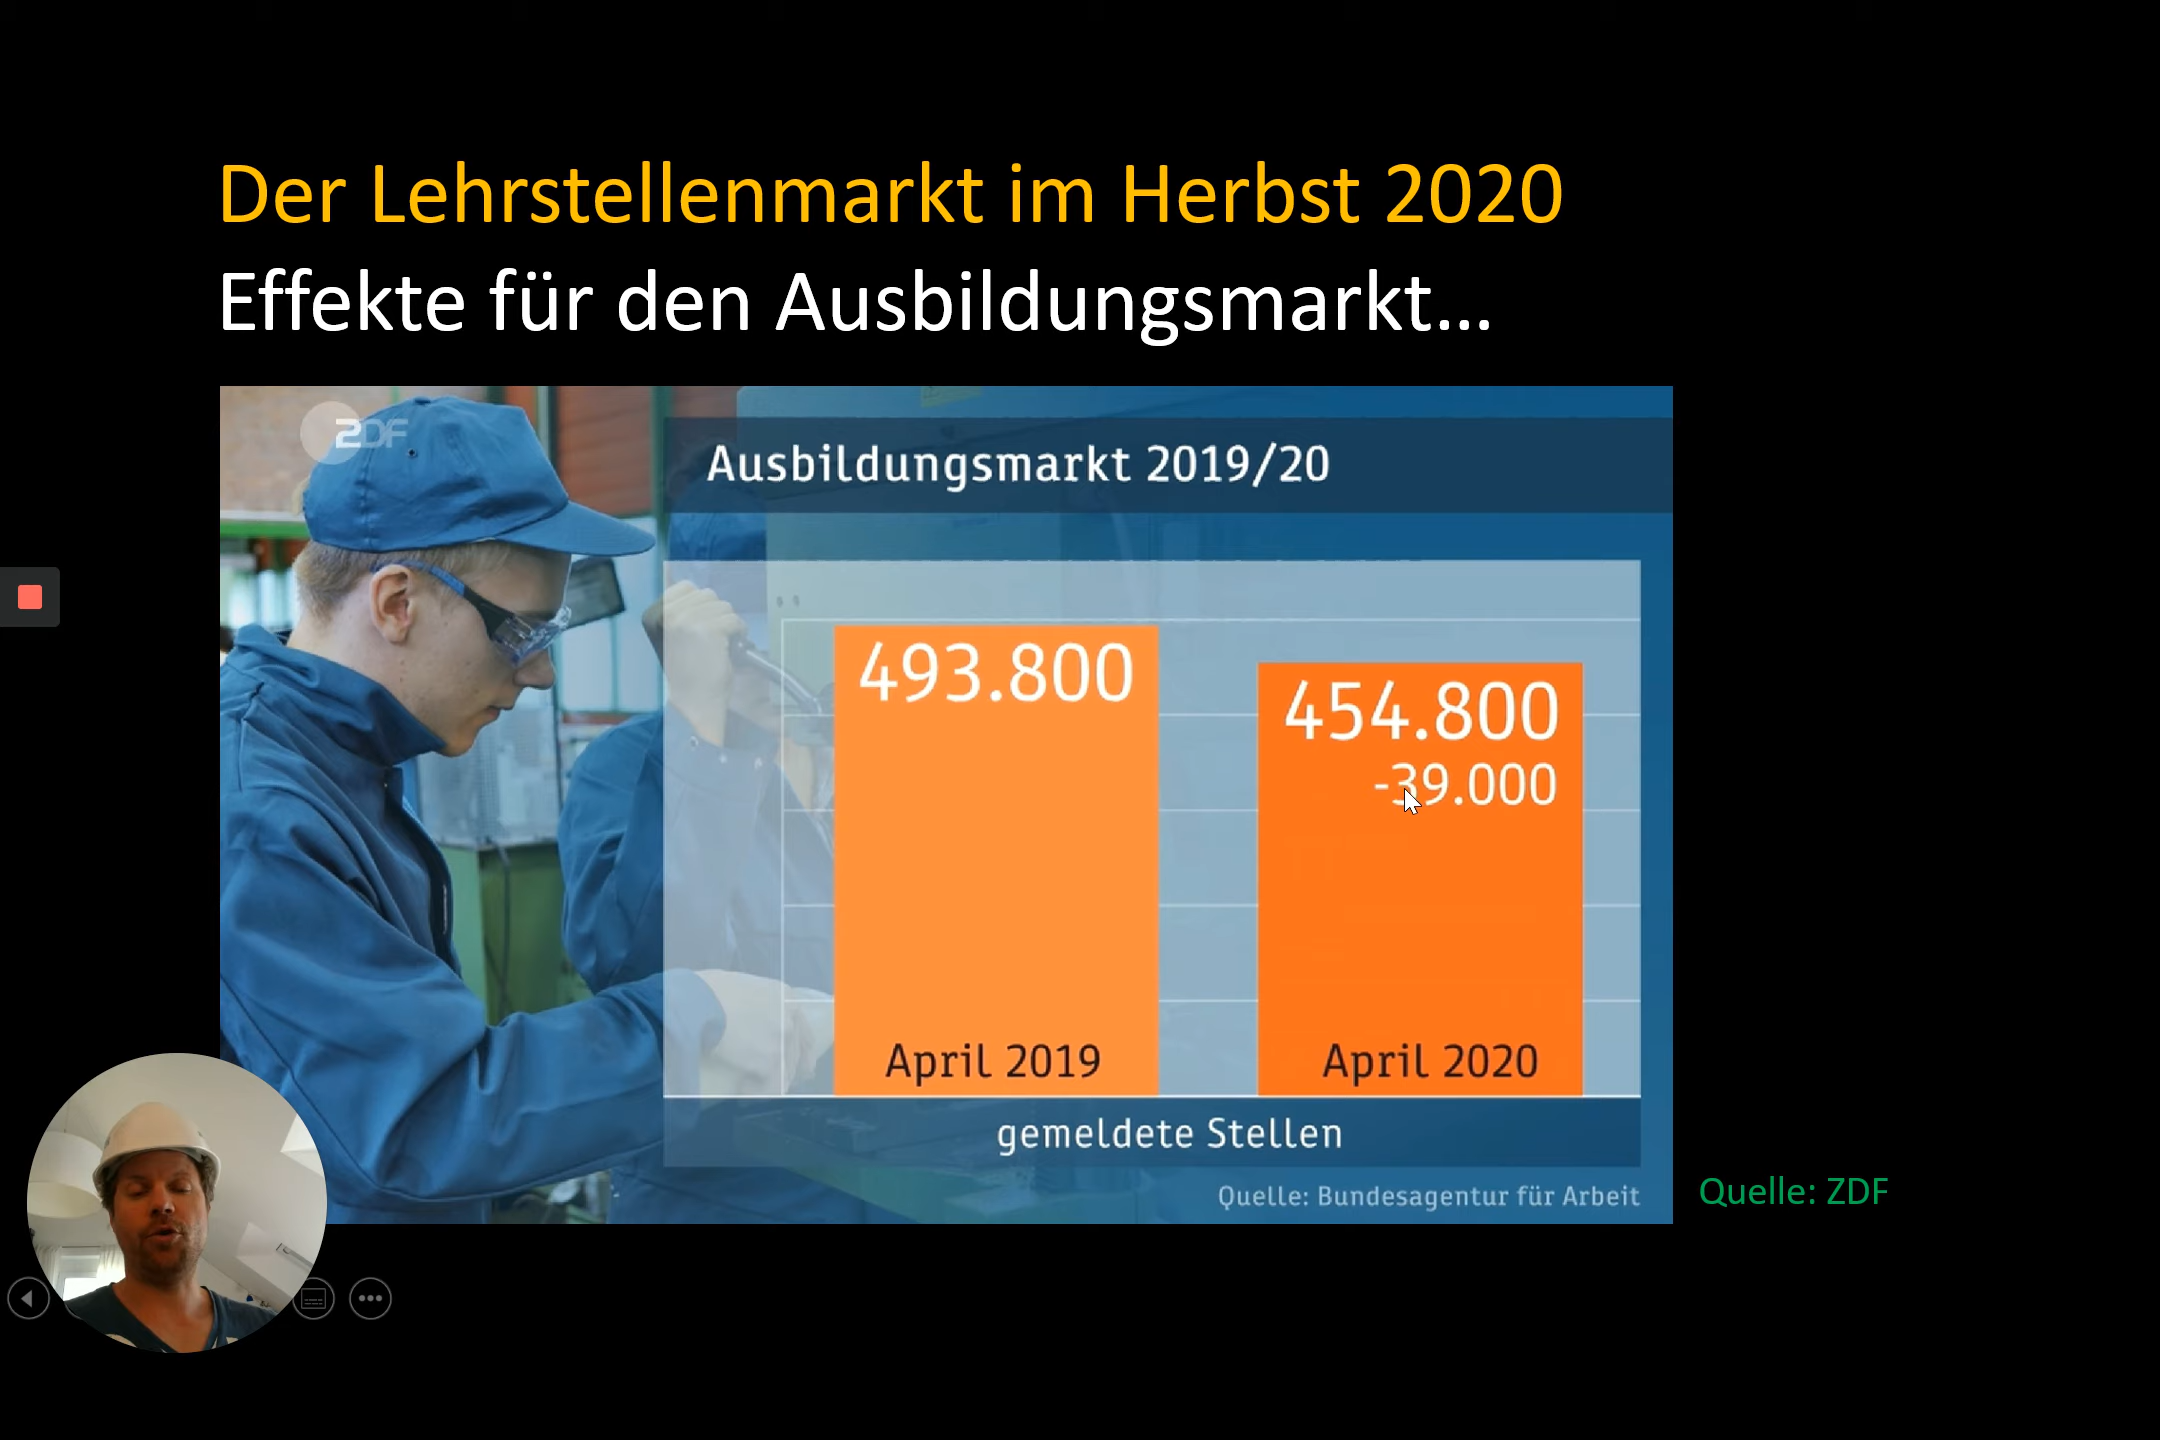 Der Lehrstellenmarkt im Herbst 2020
Effekte für den Ausbildungsmarkt...
ZDF
Ausbildungsmarkt 2019/20
493.800
454.800
-39.000
April 2019
April 2020
gemeldete Stellen
Quelle: Bundesagentur für Arbeit
Quelle: ZDF